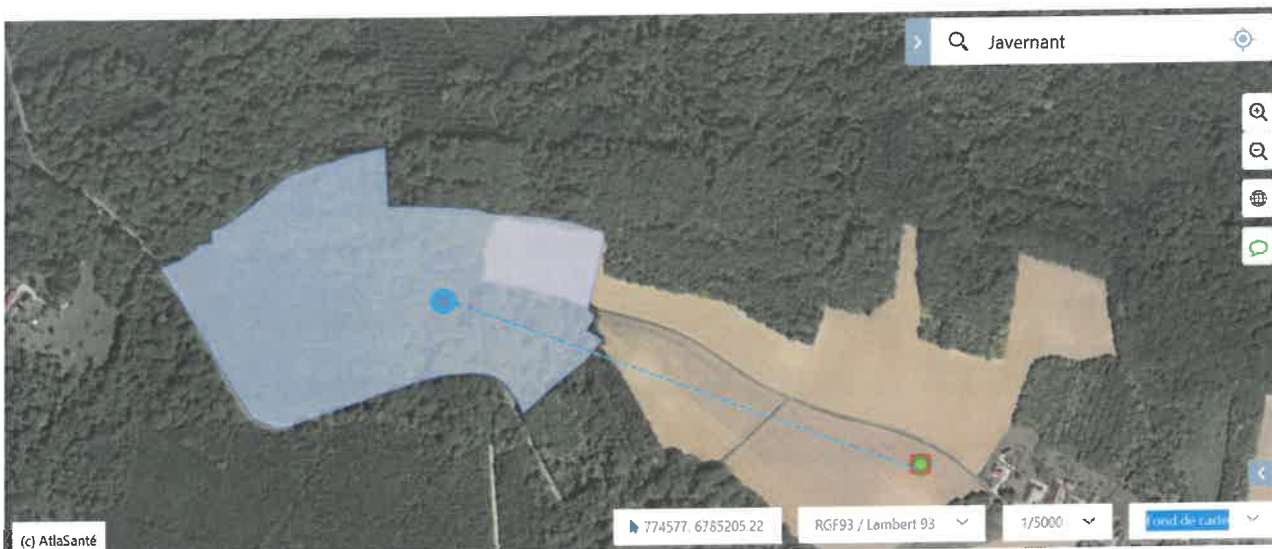 Javernant
774577. 6785205.22
RGF93 / Lambert 93
1/5000
Fond de carte
(c) AtlaSanté